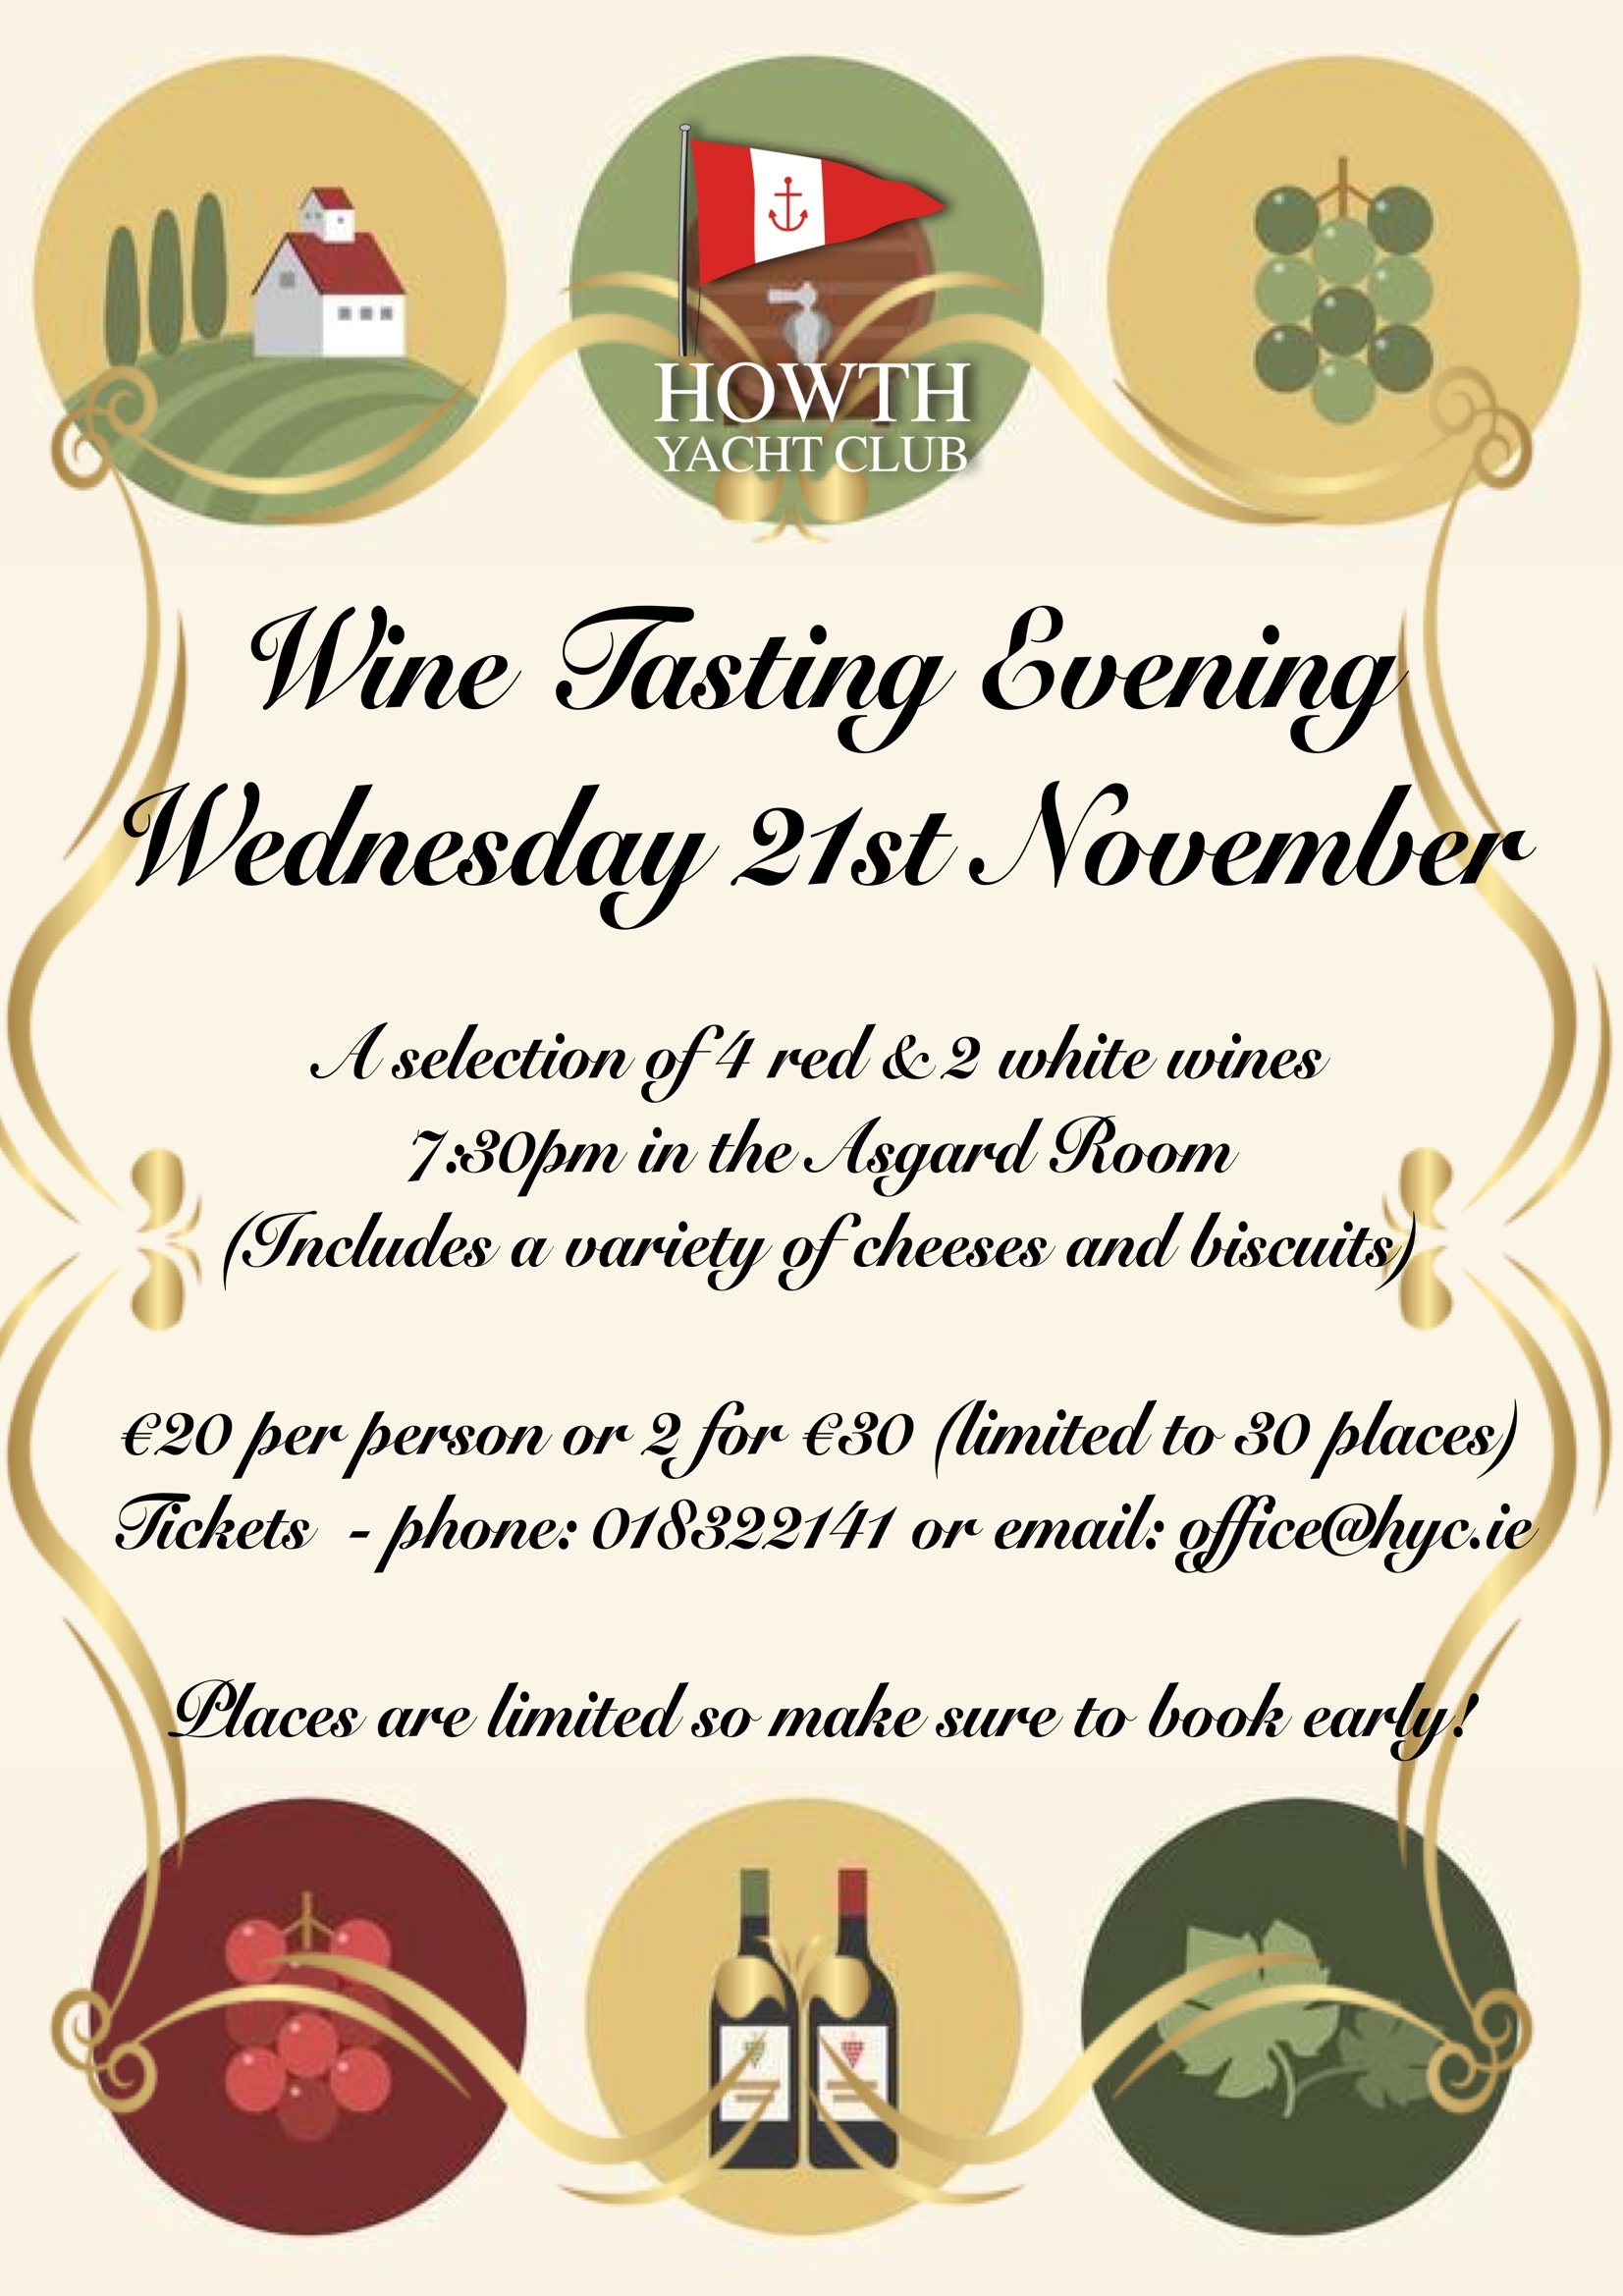 HOWTH
YACHT CLUB
Wine Tasting Evening
Wednesday 21st November
A selection of 4 red & 2 white wines
7:30pm in the Asgard Room
(Includes a variety of cheeses and biscuits)
€20 per person or 2 for €30 (limited to 30 places)
Tickets - phone: 018322141 or email: office@hyc.ie
Places are limited so make sure to book early!